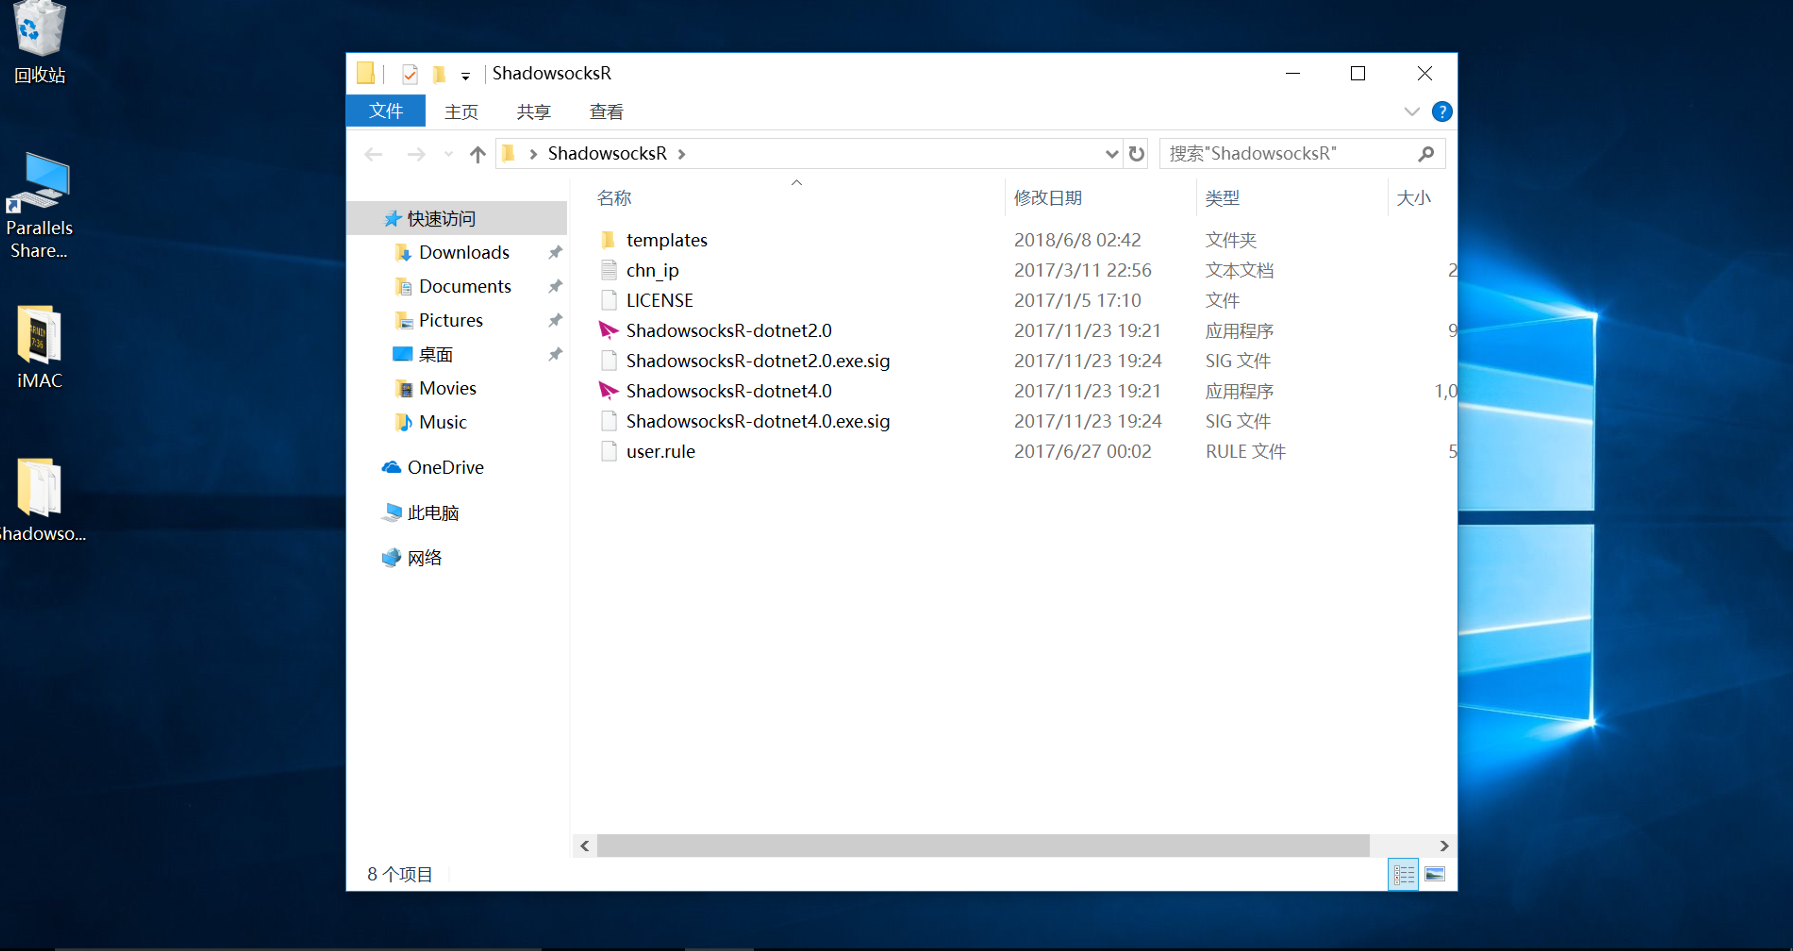 回收站
Parallels
Share...
iMAC
Shadowso...
ShadowsocksR
文件 主页 共享 查看
ShadowsocksR
搜索"ShadowsocksR"
快速访问
Downloads
Documents
Pictures
桌面
Movies
Music
OneDrive
此电脑
网络
名称 修改日期 类型 大小
templates 2018/6/8 02:42 文件夹
chn_ip 2017/3/11 22:56 文本文档 2
LICENSE 2017/1/5 17:10 文件
ShadowsocksR-dotnet2.0 2017/11/23 19:21 应用程序 9
ShadowsocksR-dotnet2.0.exe.sig 2017/11/23 19:24 SIG 文件
ShadowsocksR-dotnet4.0 2017/11/23 19:21 应用程序 1,0
ShadowsocksR-dotnet4.0.exe.sig 2017/11/23 19:24 SIG 文件
user.rule 2017/6/27 00:02 RULE 文件 5
8 个项目